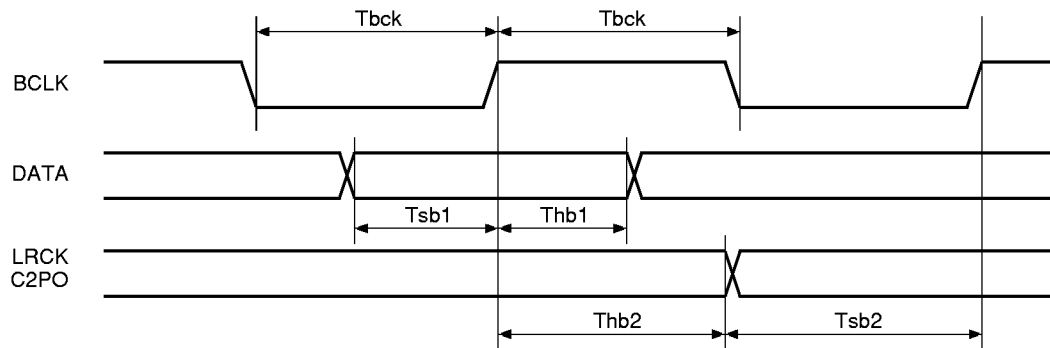 Tbck Tbck
BCLK
DATA
Tsb1 Thb1
LRCK
C2PO
Thb2 Tsb2